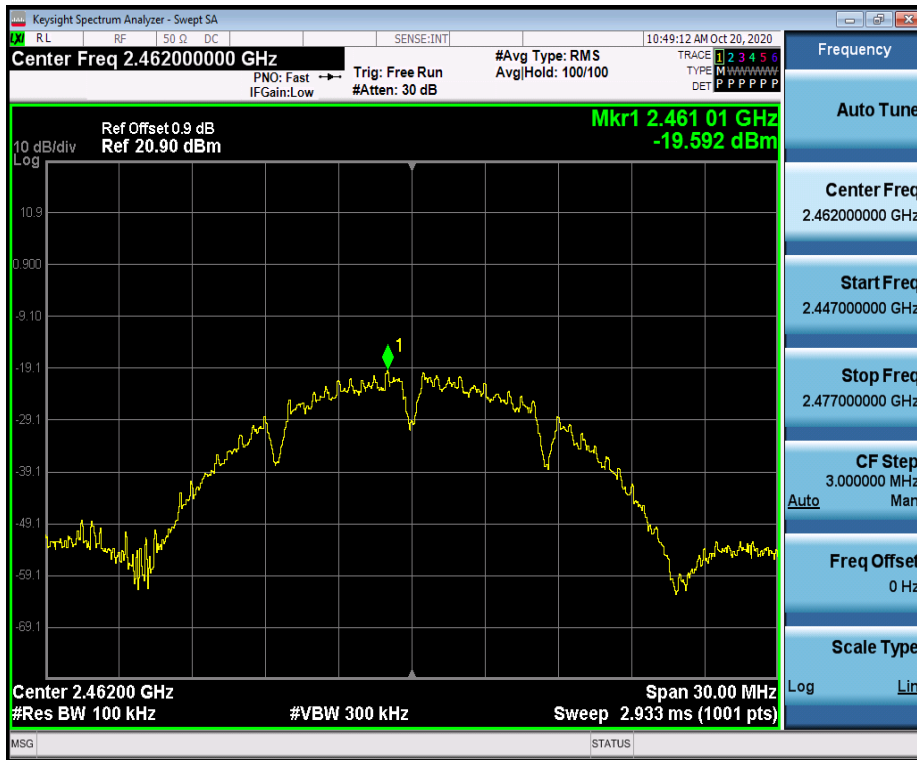 Keysight Spectrum Analyzer - Swept SA
LXI RL RF 50 Ω DC SENSE:INT 10:49:12 AM Oct 20, 2020
Center Freq 2.462000000 GHz
PNO: Fast
IFGain:Low
Trig: Free Run
#Atten: 30 dB
#Avg Type: RMS
Avg|Hold: 100/100
TRACE 1 2 3 4 5 6
TYPE M W W W W W
DET P P P P P P
Ref Offset 0.9 dB
10 dB/div Ref 20.90 dBm
Log
Mkr1 2.461 01 GHz
-19.592 dBm
10.9
0.900
-9.10
-19.1
-29.1
-39.1
-49.1
-59.1
-69.1
1
Center 2.46200 GHz Span 30.00 MHz
#Res BW 100 kHz #VBW 300 kHz Sweep 2.933 ms (1001 pts)
MSG STATUS
Frequency
Auto Tune
Center Freq
2.462000000 GHz
Start Freq
2.447000000 GHz
Stop Freq
2.477000000 GHz
CF Step
3.000000 MHz
Auto Man
Freq Offset
0 Hz
Scale Type
Log Lin